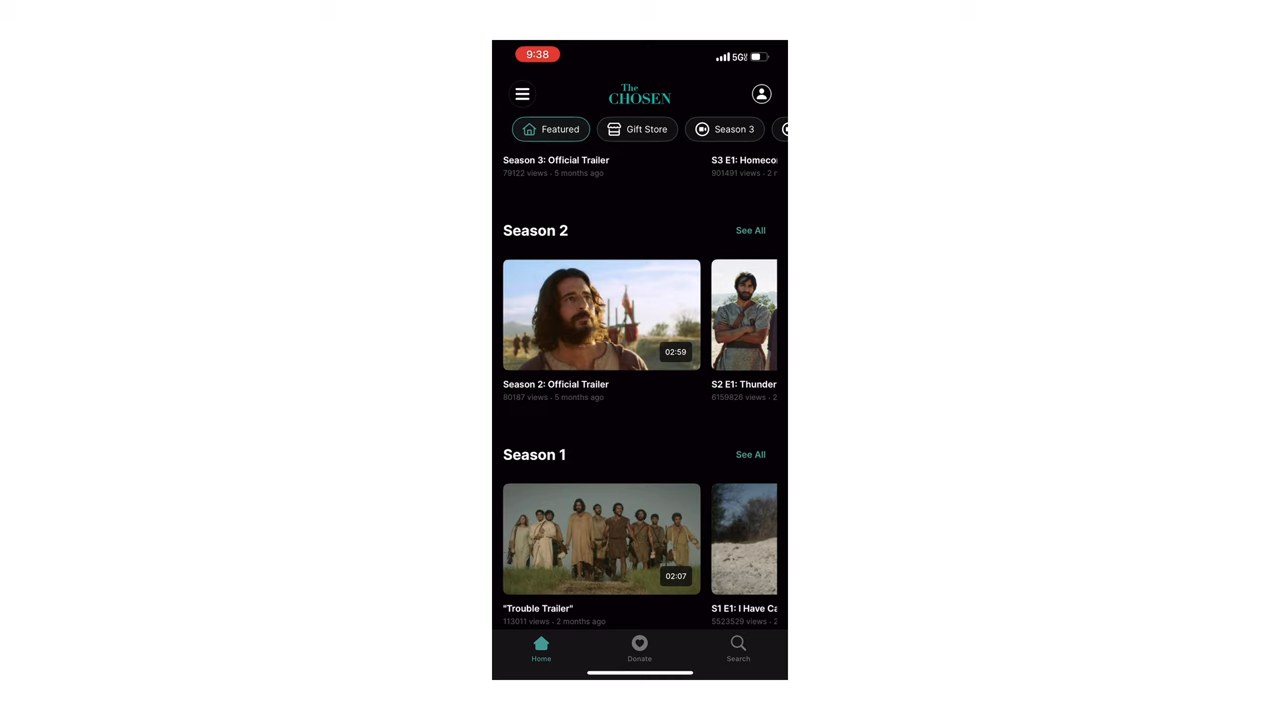 9:38
5G
The
CHOSEN
Featured
Gift Store
Season 3
Season 3: Official Trailer
79122 views - 5 months ago
S3 E1:
901491 views - 2
Season 2
See All
02:59
Season 2: Official Trailer
80187 views - 5 months ago
S2 E1: Thunder
6159826 views - 2
Season 1
See All
02:07
"Trouble Trailer"
113011 views - 2 months ago
S1 E1: I Have
5523529 views - 2
Home
Donate
Search